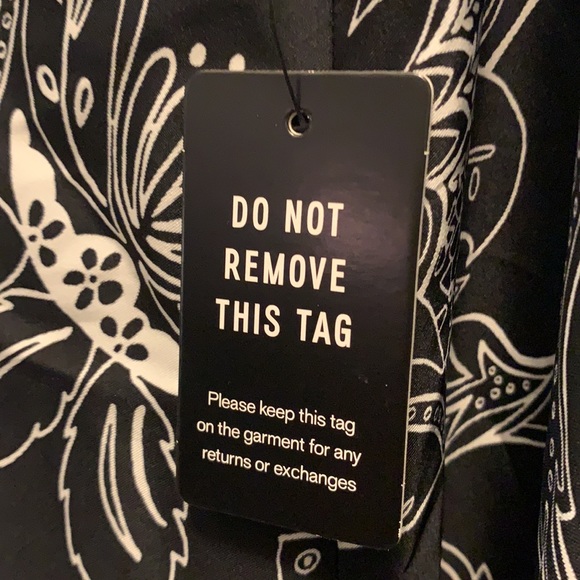 DO NOT
REMOVE
THIS TAG
Please keep this tag
on the garment for any
returns or exchanges